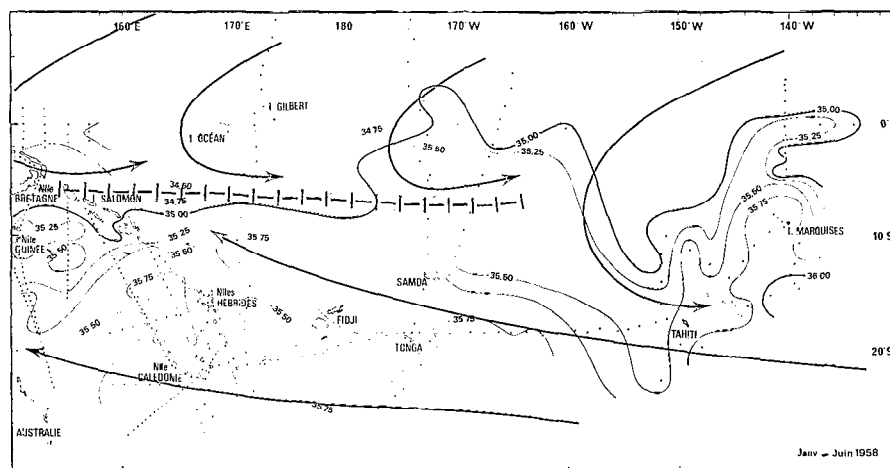 160°E 170°E 180 170°W 160°W 150°W 140°W
I GILBERT
I OCÉAN
34.75
35.50
35,00
35.25
35.00
35.25
0°
34.50
34.75
35.00
Nlle BRETAGNE
I. SALOMON
35.25
35.50
35.75
35 25
35.50
Nlle GUINÉE
35.50
35.75
I. MARQUISES
10°S
35.75
Nlles HÉBRIDES
35.50
FIDJI
SAMOA
35,50
36.00
35.50
35.75
TONGA
TAHITI
20°S
Nlle CALÉDONIE
35.75
AUSTRALIE
Janv - Juin 1958